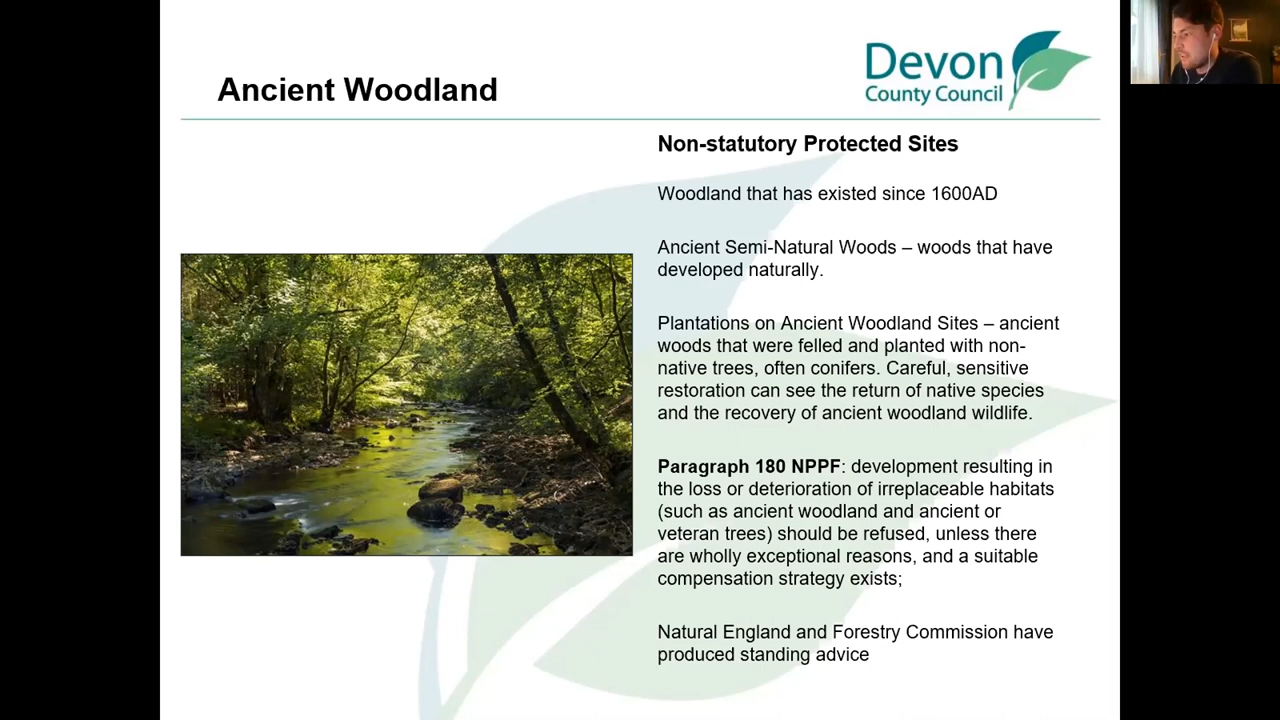 Ancient Woodland
Devon
County Council
Non-statutory Protected Sites
Woodland that has existed since 1600AD
Ancient Semi-Natural Woods – woods that have
developed naturally.
Plantations on Ancient Woodland Sites – ancient
woods that were felled and planted with non-
native trees, often conifers. Careful, sensitive
restoration can see the return of native species
and the recovery of ancient woodland wildlife.
Paragraph 180 NPPF: development resulting in
the loss or deterioration of irreplaceable habitats
(such as ancient woodland and ancient or
veteran trees) should be refused, unless there
are wholly exceptional reasons, and a suitable
compensation strategy exists;
Natural England and Forestry Commission have
produced standing advice